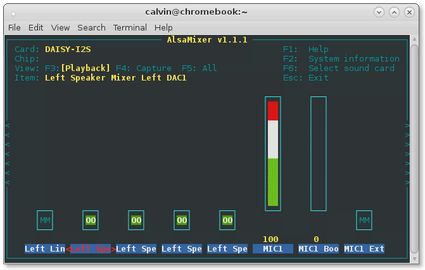 calvin@chromebook:~
File Edit View Search Terminal Help
AlsaMixer v1.1.1
Card: DAISY-I2S F1: Help
Chip: F2: System information
View: F3:[Playback] F4: Capture F5: All F6: Select sound card
Item: Left Speaker Mixer Left DAC1 Esc: Exit
MM 00 00 00 00 MM
100 0
Left Lin <Left Spe> Left Spe Left Spe Left Spe MIC1 MIC1 Boo MIC1 Ext